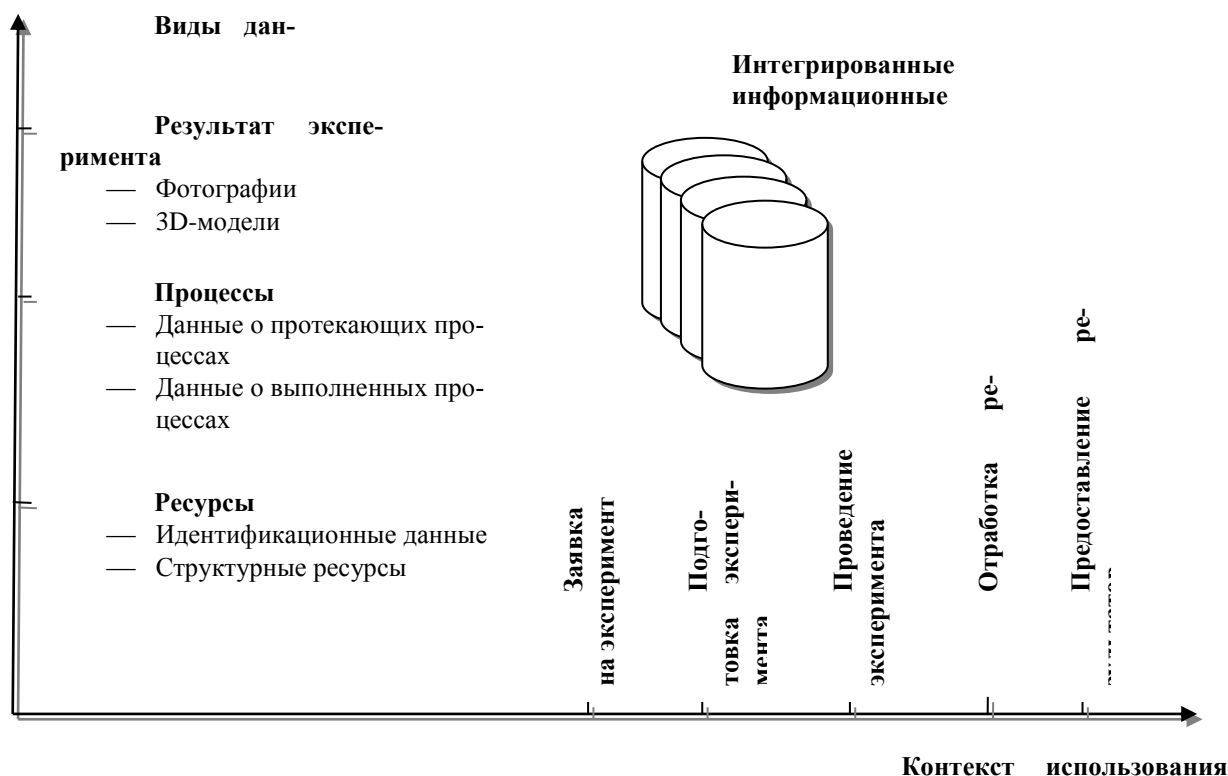 Виды дан-
Интегрированные
информационные
Результат экспе-
римента
— Фотографии
— 3D-модели
Процессы
— Данные о протекающих про-
цессах
— Данные о выполненных про-
цессах
Ресурсы
— Идентификационные данные
— Структурные ресурсы
Заявка
на эксперимент
Подго-
товка экспери-
мента
Проведение
эксперимента
Отработка ре-
Предоставление ре-
Контекст использования